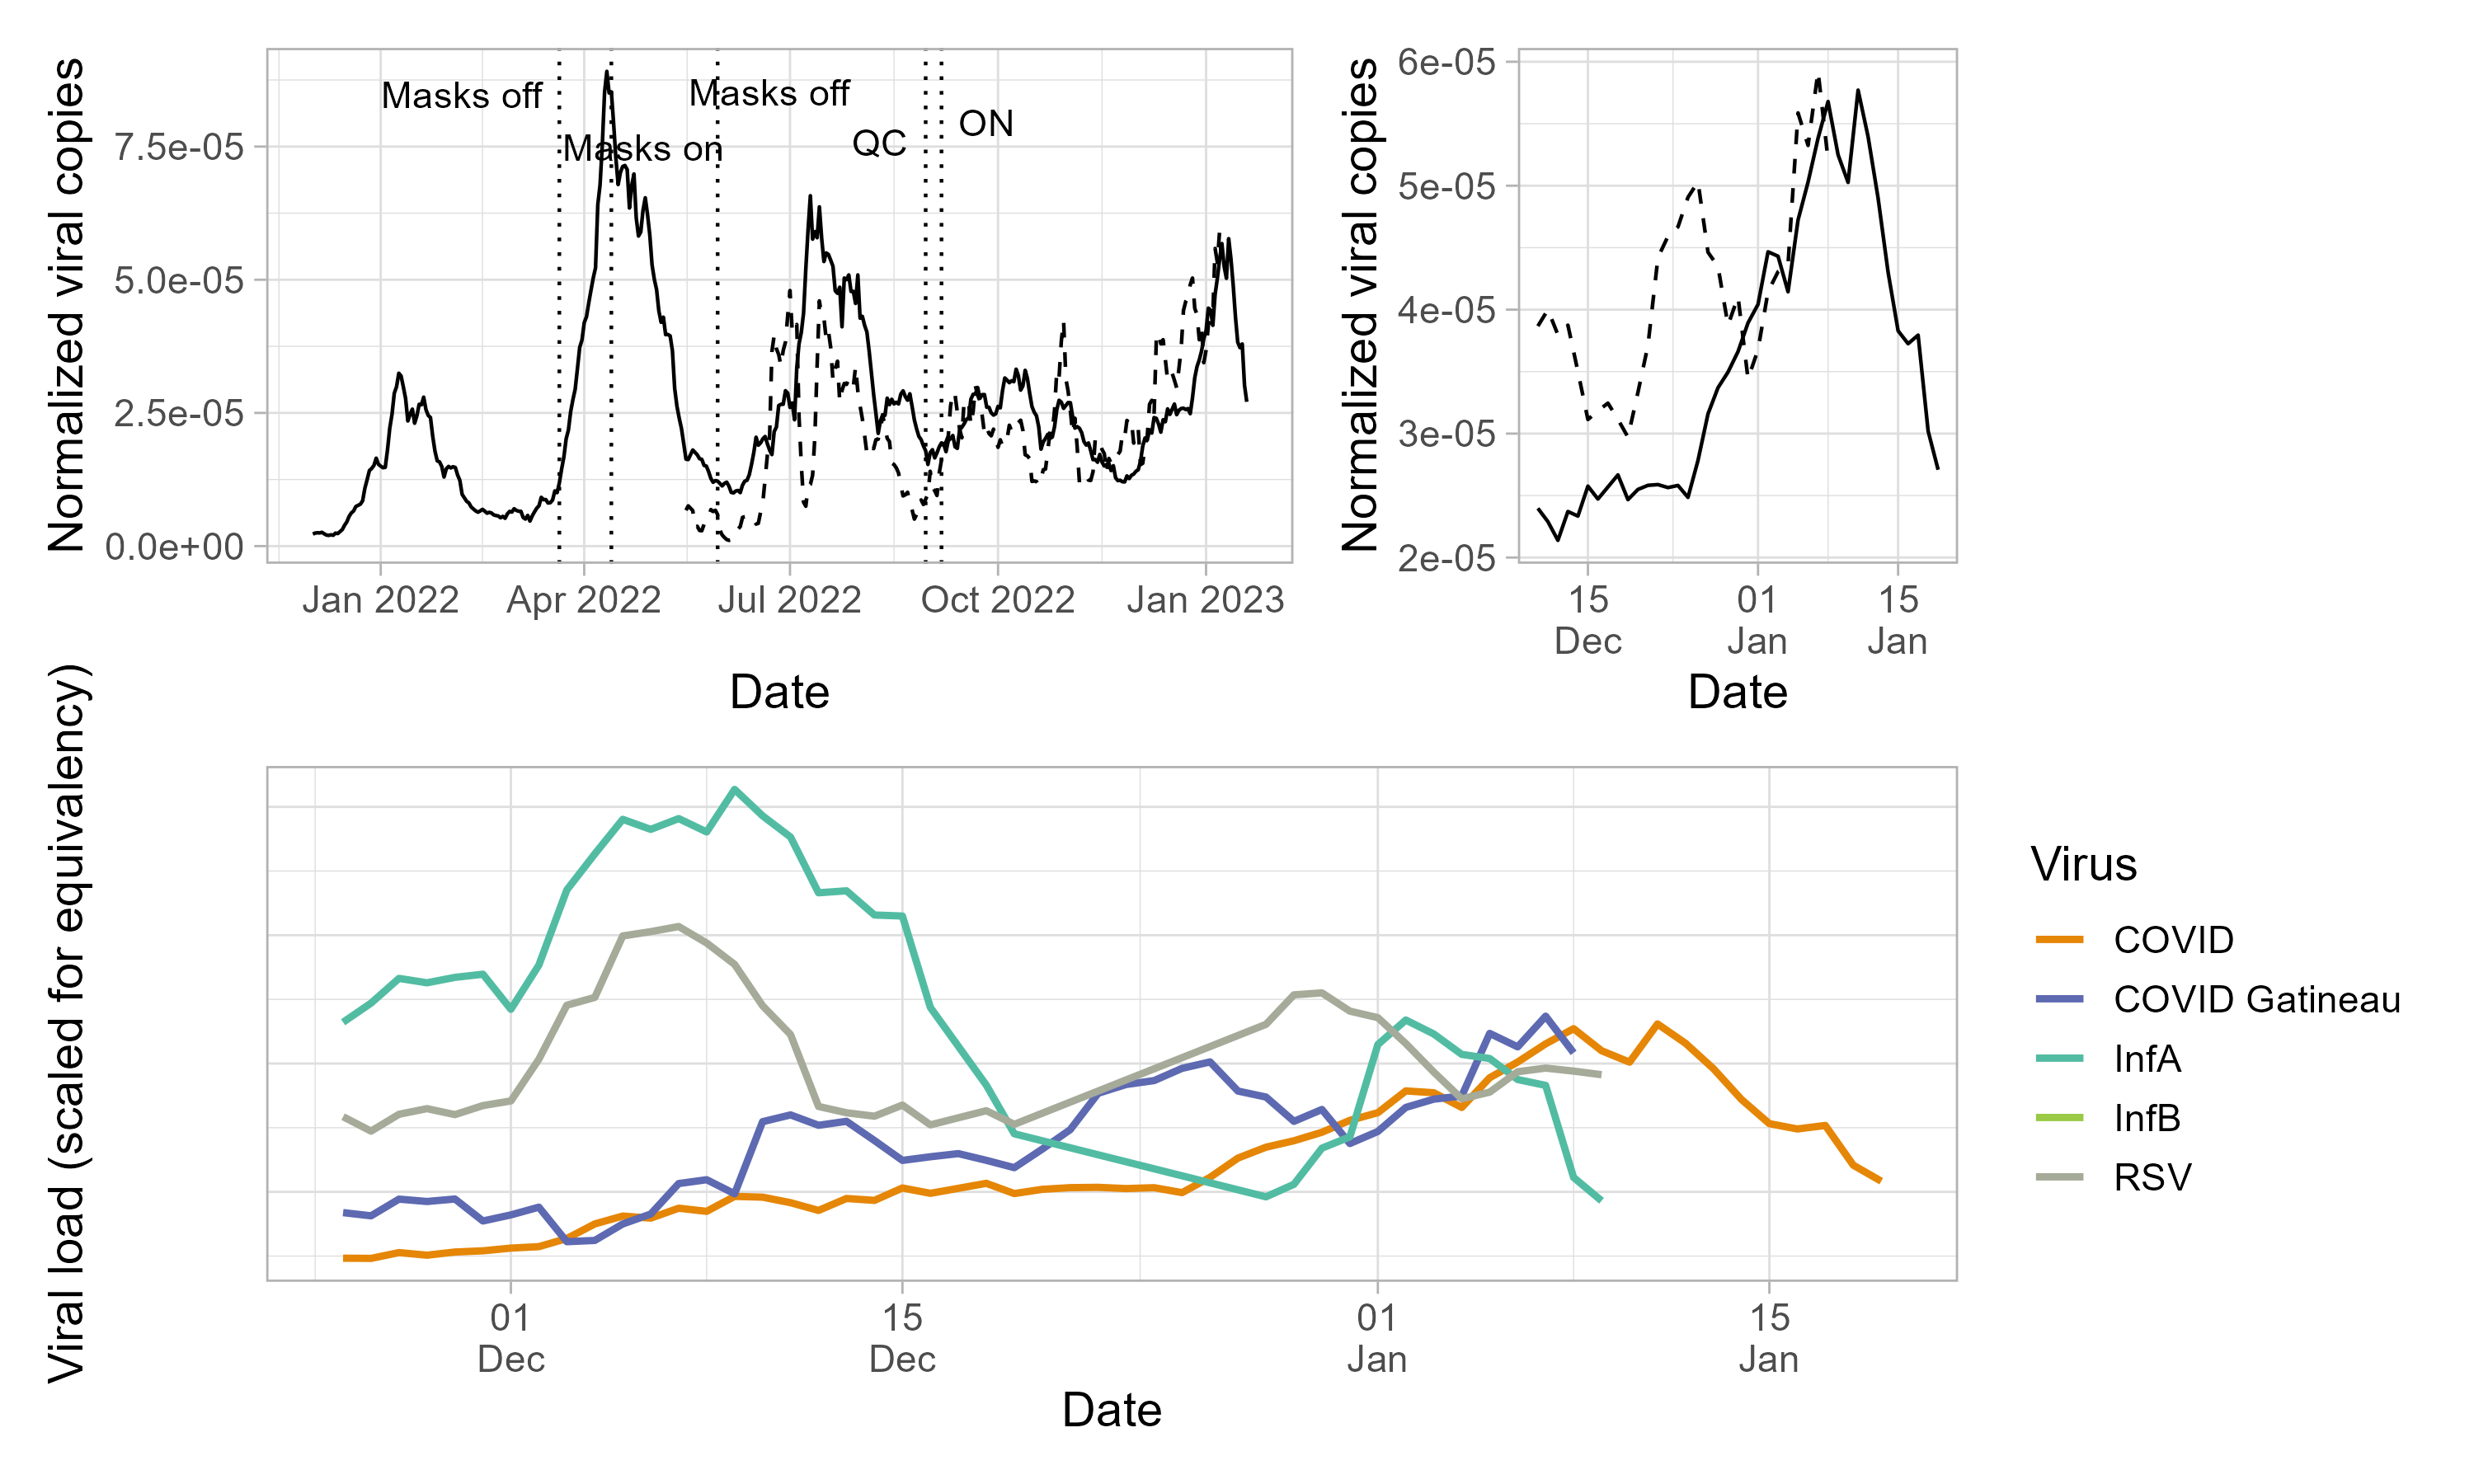 Normalized viral copies
7.5e-05
5.0e-05
2.5e-05
0.0e+00
Masks off
Masks on
Masks off
QC
ON
Jan 2022
Apr 2022
Jul 2022
Oct 2022
Jan 2023
Date
Normalized viral copies
6e-05
5e-05
4e-05
3e-05
2e-05
15
Dec
01
Jan
15
Jan
Date
Viral load (scaled for equivalency)
01
Dec
15
Dec
01
Jan
15
Jan
Date
Virus
COVID
COVID Gatineau
InfA
InfB
RSV